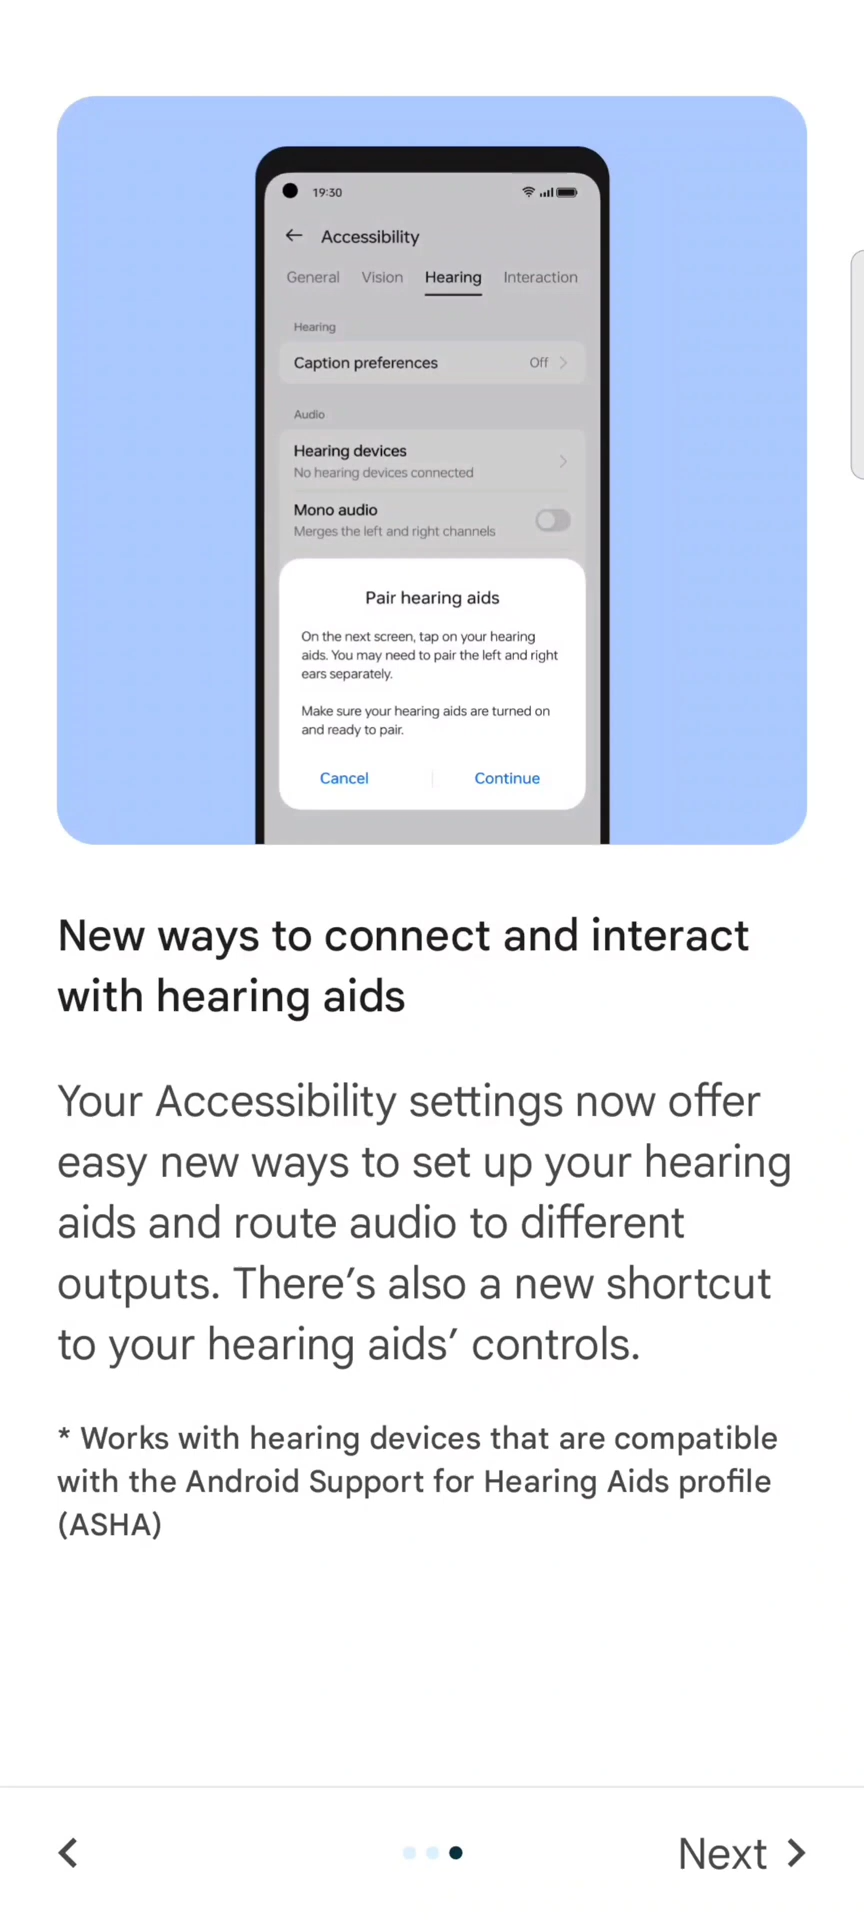 19:30
Accessibility
General Vision Hearing Interaction
Hearing
Caption preferences Off
Audio
Hearing devices
No hearing devices connected
Mono audio
Merges the left and right channels
Pair hearing aids
On the next screen, tap on your hearing
aids. You may need to pair the left and right
ears separately.
Make sure your hearing aids are turned on
and ready to pair.
Cancel Continue
New ways to connect and interact
with hearing aids
Your Accessibility settings now offer
easy new ways to set up your hearing
aids and route audio to different
outputs. There’s also a new shortcut
to your hearing aids’ controls.
* Works with hearing devices that are compatible
with the Android Support for Hearing Aids profile
(ASHA)
Next